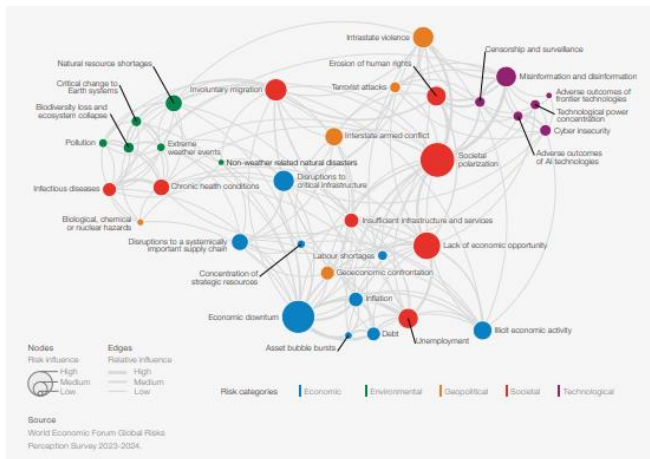 Intrastate violence
Censorship and surveillance
Natural resource shortages
Erosion of human rights
Misinformation and disinformation
Critical change to
Earth systems
Involuntary migration
Terrorist attacks
Adverse outcomes of
frontier technologies
Biodiversity loss and
ecosystem collapse
Technological power
concentration
Cyber insecurity
Interstate armed conflict
Pollution
Extreme
weather events
Adverse outcomes
of AI technologies
Non-weather related natural disasters
Societal
polarization
Infectious diseases
Chronic health conditions
Disruptions to
critical infrastructure
Biological, chemical
or nuclear hazards
Insufficient infrastructure and services
Disruptions to a systemically
important supply chain
Labour shortages
Lack of economic opportunity
Concentration of
strategic resources
Geoeconomic confrontation
Inflation
Economic downturn
Illicit economic activity
Debt
Unemployment
Asset bubble bursts
Nodes
Risk influence
High
Medium
Low
Edges
Relative influence
High
Medium
Low
Risk categories
Economic
Environmental
Geopolitical
Societal
Technological
Source
World Economic Forum Global Risks
Perception Survey 2023-2024.